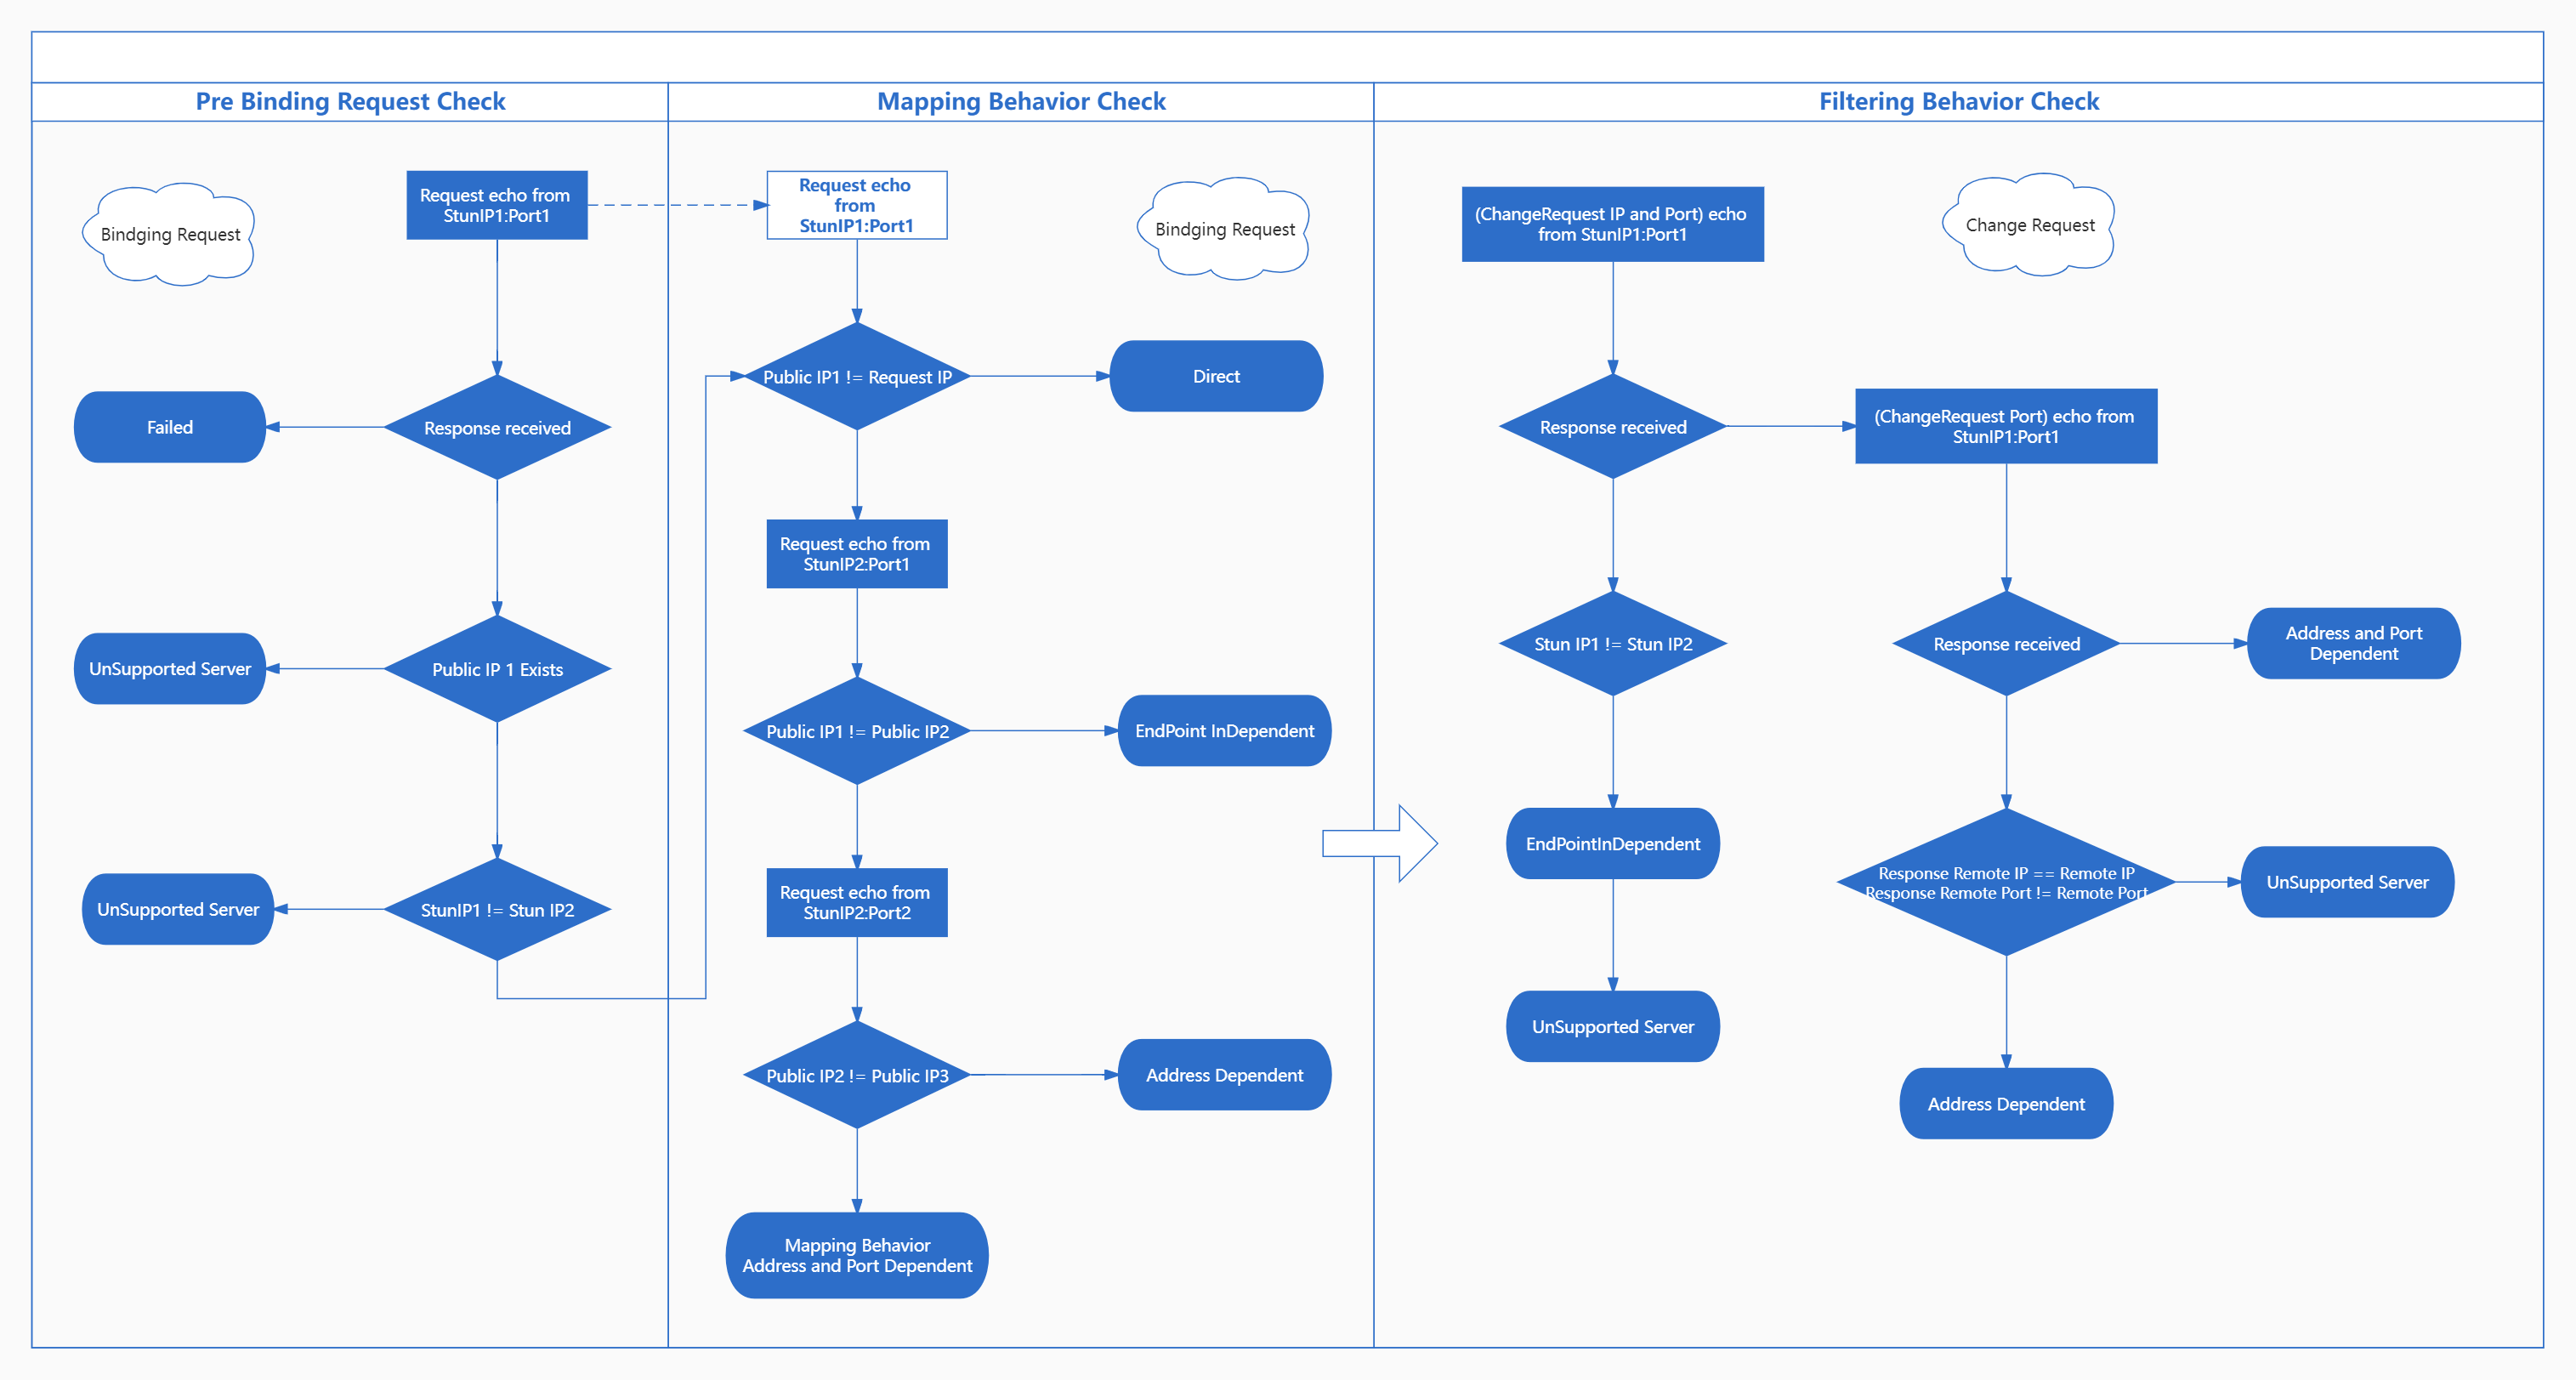 Pre Binding Request Check
Mapping Behavior Check
Filtering Behavior Check
Bindging Request
Request echo from
StunIP1:Port1
Failed
Response received
UnSupported Server
Public IP 1 Exists
UnSupported Server
StunIP1 != Stun IP2
Request echo
from
StunIP1:Port1
Bindging Request
Public IP1 != Request IP
Direct
Request echo from
StunIP2:Port1
Public IP1 != Public IP2
EndPoint InDependent
Request echo from
StunIP2:Port2
Public IP2 != Public IP3
Address Dependent
Mapping Behavior
Address and Port Dependent
(ChangeRequest IP and Port) echo
from StunIP1:Port1
Change Request
Response received
(ChangeRequest Port) echo from
StunIP1:Port1
Stun IP1 != Stun IP2
Response received
Address and Port
Dependent
EndPointInDependent
Response Remote IP == Remote IP
Response Remote Port != Remote Port
UnSupported Server
UnSupported Server
Address Dependent